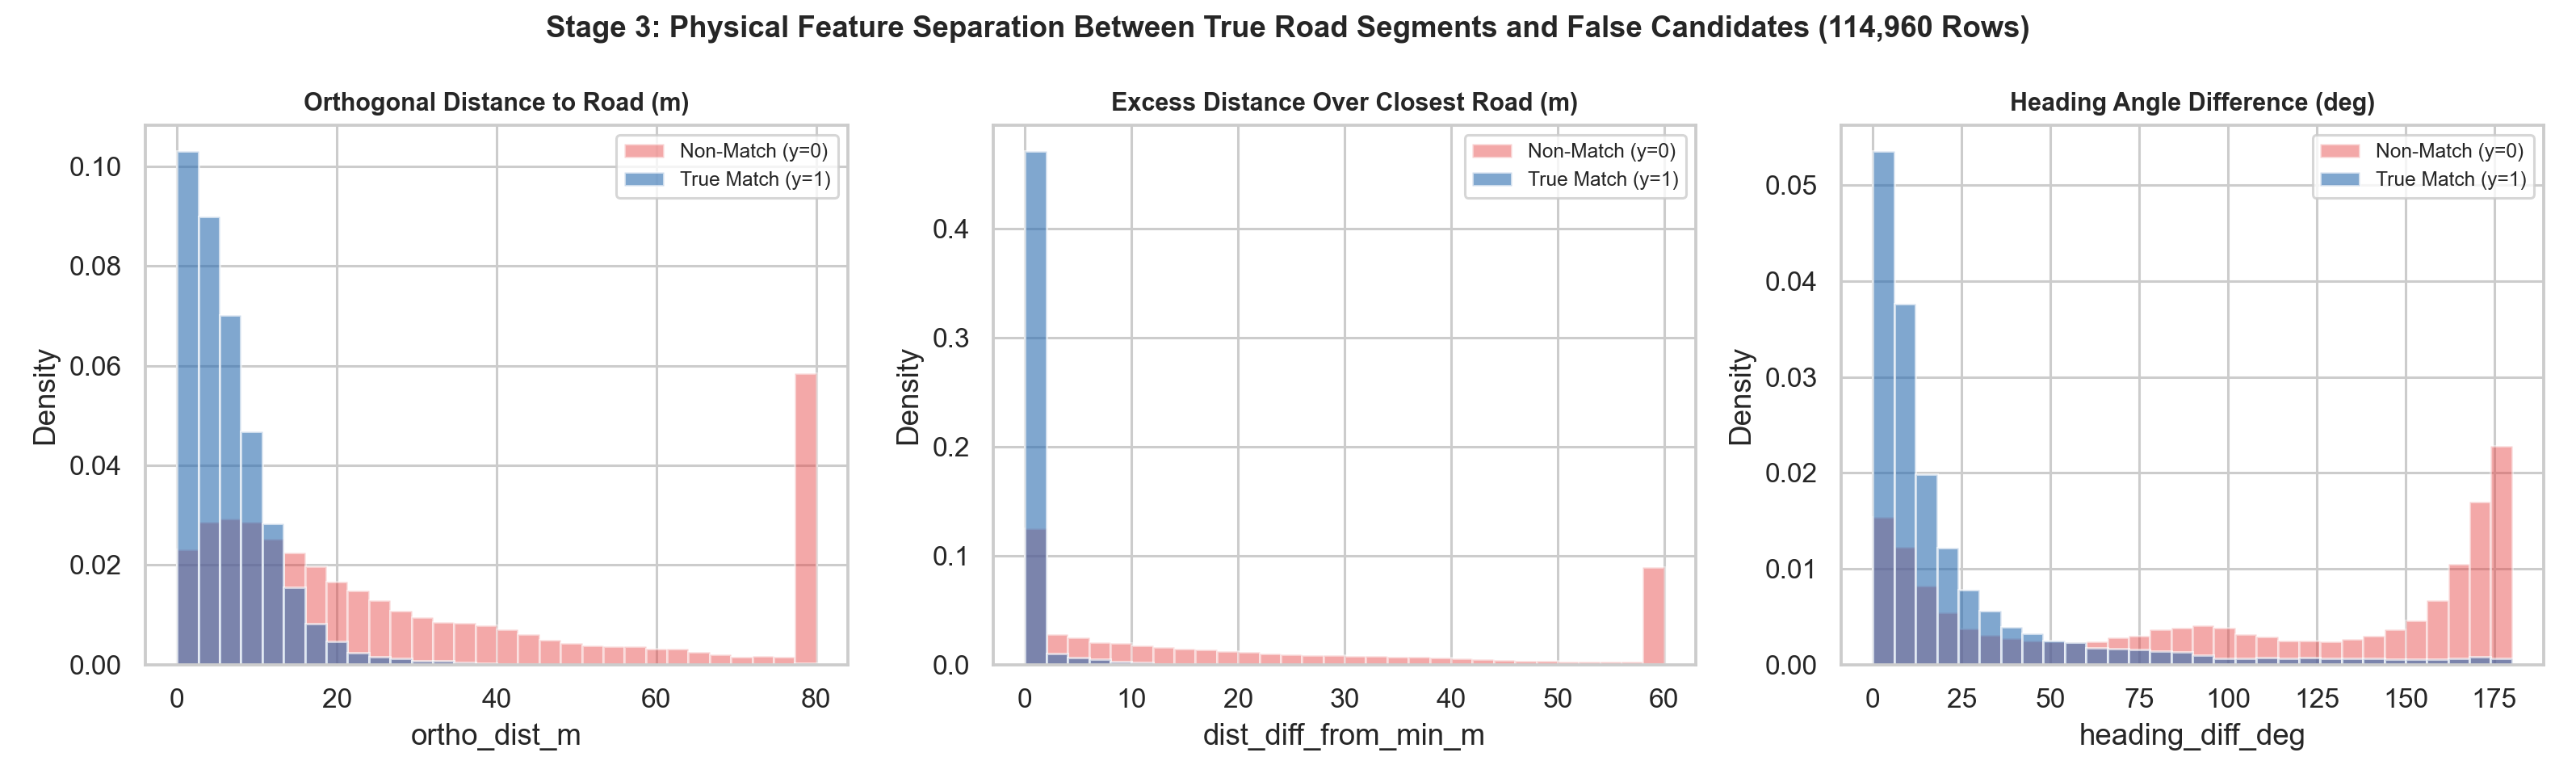 Stage 3: Physical Feature Separation Between True Road Segments and False Candidates (114,960 Rows)
Orthogonal Distance to Road (m)
Non-Match (y=0)
True Match (y=1)
Density
0.10
0.08
0.06
0.04
0.02
0.00
0 20 40 60 80
ortho_dist_m
Excess Distance Over Closest Road (m)
Non-Match (y=0)
True Match (y=1)
Density
0.4
0.3
0.2
0.1
0.0
0 10 20 30 40 50 60
dist_diff_from_min_m
Heading Angle Difference (deg)
Non-Match (y=0)
True Match (y=1)
Density
0.05
0.04
0.03
0.02
0.01
0.00
0 25 50 75 100 125 150 175
heading_diff_deg